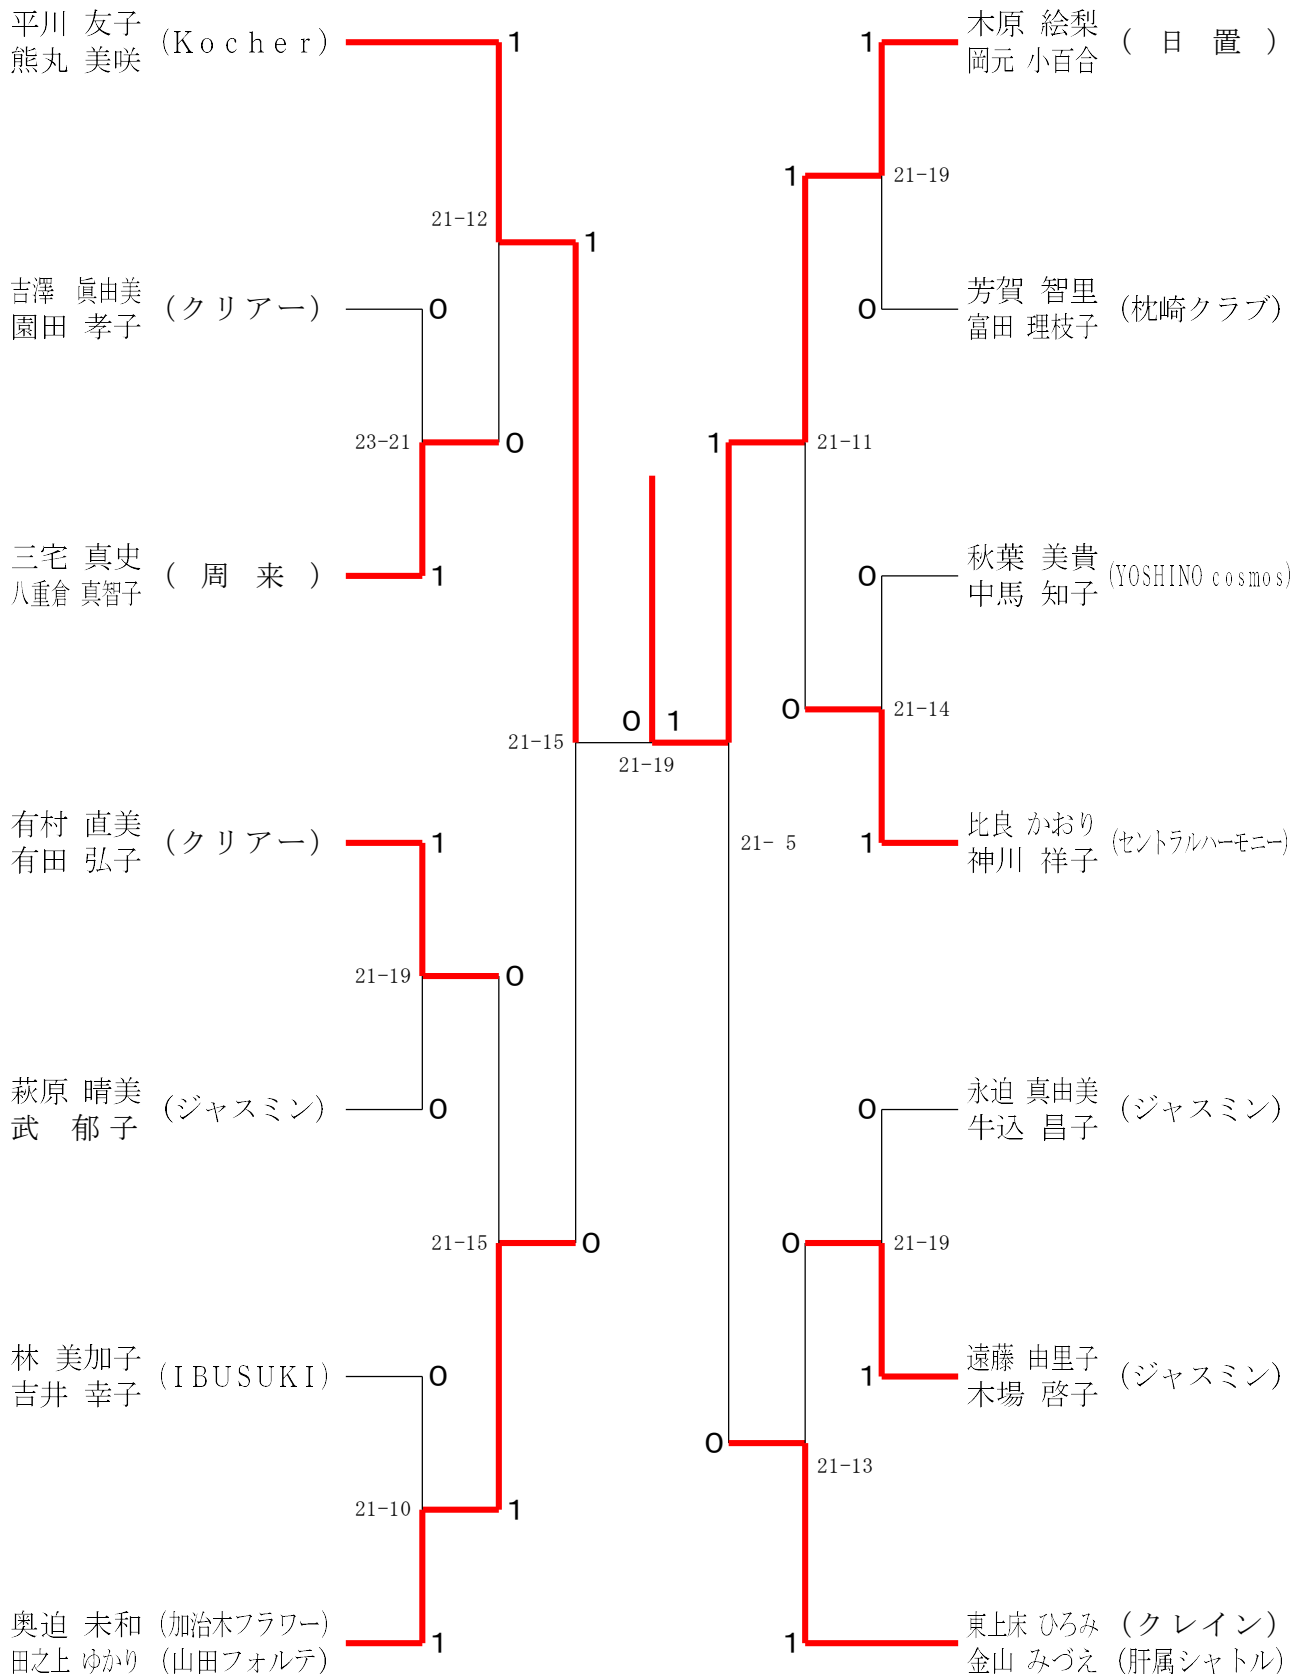 平川 友子 (Kocher) 1
熊丸 美咲
21-12 1
吉澤 眞由美 (クリアー) 0
園田 孝子
23-21 0
三宅 真史 ( 周 来 ) 1
八重倉 真智子
21-15
有村 直美 (クリアー) 1
有田 弘子
21-19 0
萩原 晴美 (ジャスミン) 0
武 郁子
21-15 0
林 美加子 (IBUSUKI) 0
吉井 幸子
21-10 1
奥迫 未和 (加治木フラワー) 1
田之上 ゆかり (山田フォルテ)
0 1
21-19
1 木原 絵梨 ( 日 置 )
岡元 小百合
1 21-19
0 芳賀 智里 (枕崎クラブ)
富田 理枝子
1 21-11
0 秋葉 美貴 (YOSHINO cosmos)
中馬 知子
0 21-14
1 比良 かおり (セントラルハーモニー)
神川 祥子
21- 5
0 永迫 真由美 (ジャスミン)
牛込 昌子
0 21-19
1 遠藤 由里子 (ジャスミン)
木場 啓子
0 21-13
1 東上床 ひろみ (クレイン)
金山 みづえ (肝属シャトル)